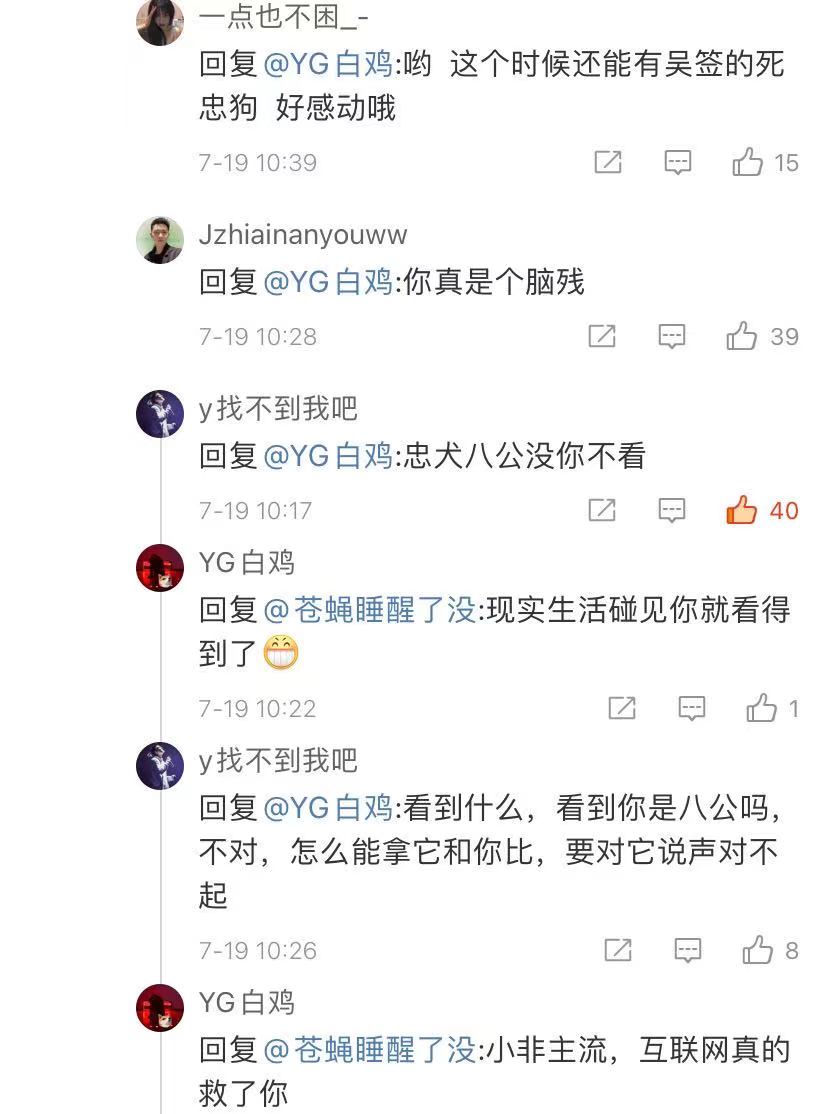 一点也不困_-
回复@YG白鸡:哟 这个时候还能有吴签的死
忠狗 好感动哦
7-19 10:39
15
Jzhiainanyouww
回复@YG白鸡:你真是个脑残
7-19 10:28
39
y找不到我吧
回复@YG白鸡:忠犬八公没你不看
7-19 10:17
40
YG白鸡
回复@苍蝇睡醒了没:现实生活碰见你就看得
到了😁
7-19 10:22
1
y找不到我吧
回复@YG白鸡:看到什么，看到你是八公吗，
不对，怎么能拿它和你比，要对它说声对不
起
7-19 10:26
8
YG白鸡
回复@苍蝇睡醒了没:小非主流，互联网真的
救了你